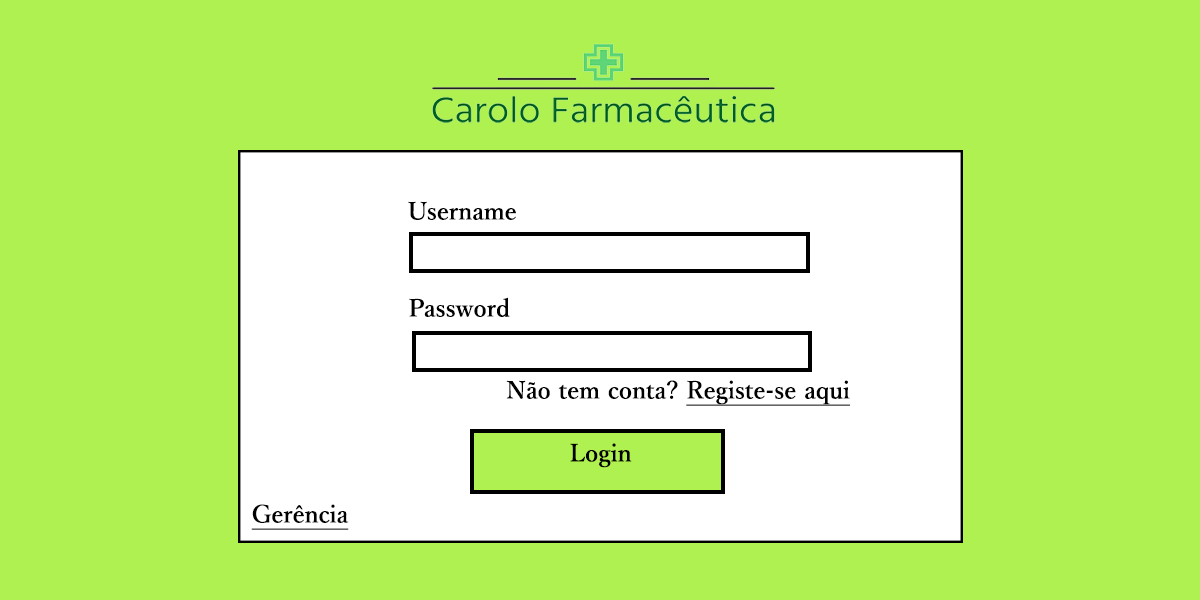 Carolo Farmacêutica
Username
Password
Não tem conta? Registe-se aqui
Login
Gerência